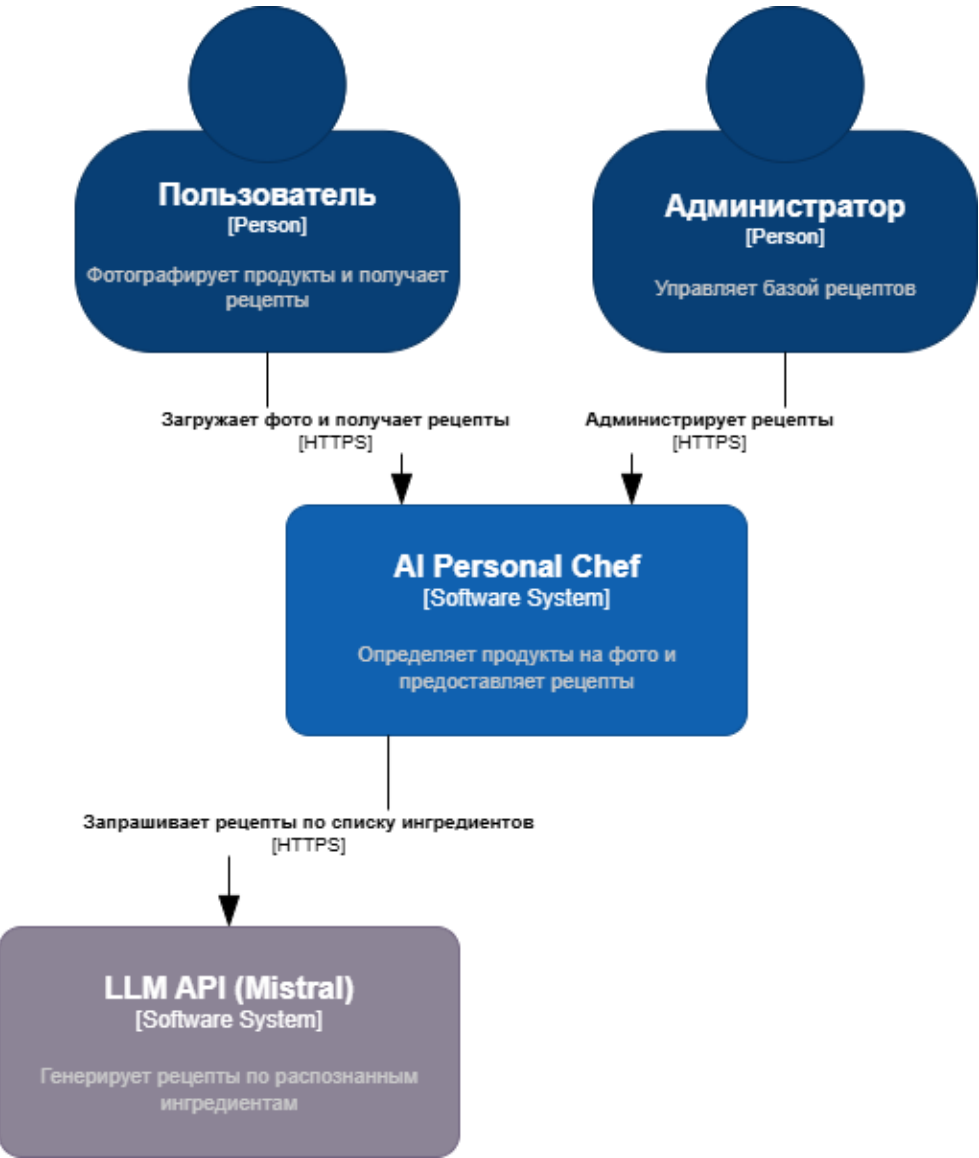 Пользователь
[Person]
Фотографирует продукты и получает
рецепты
Администратор
[Person]
Управляет базой рецептов
Загружает фото и получает рецепты
[HTTPS]
Администрирует рецепты
[HTTPS]
AI Personal Chef
[Software System]
Определяет продукты на фото и
предоставляет рецепты
Запрашивает рецепты по списку ингредиентов
[HTTPS]
LLM API (Mistral)
[Software System]
Генерирует рецепты по распознанным
ингредиентам